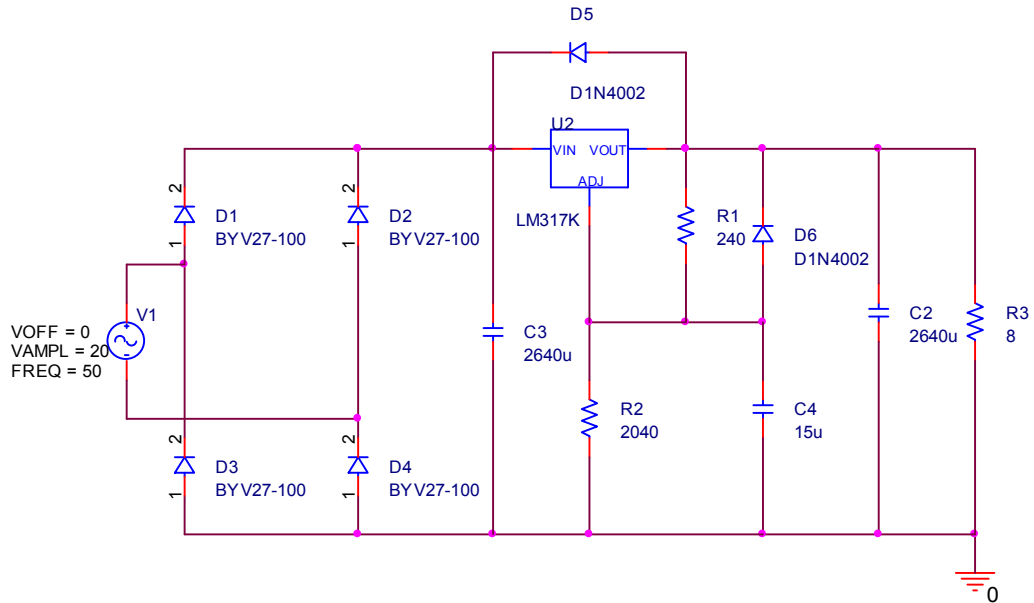 D5
D1N4002
U2
VIN VOUT
ADJ
LM317K
2
D1
BYV27-100
1
2
D2
BYV27-100
1
R1
240
D6
D1N4002
V1
VOFF = 0
VAMPL = 20
FREQ = 50
C3
2640u
C2
2640u
R3
8
R2
2040
C4
15u
2
D3
BYV27-100
1
2
D4
BYV27-100
1
0